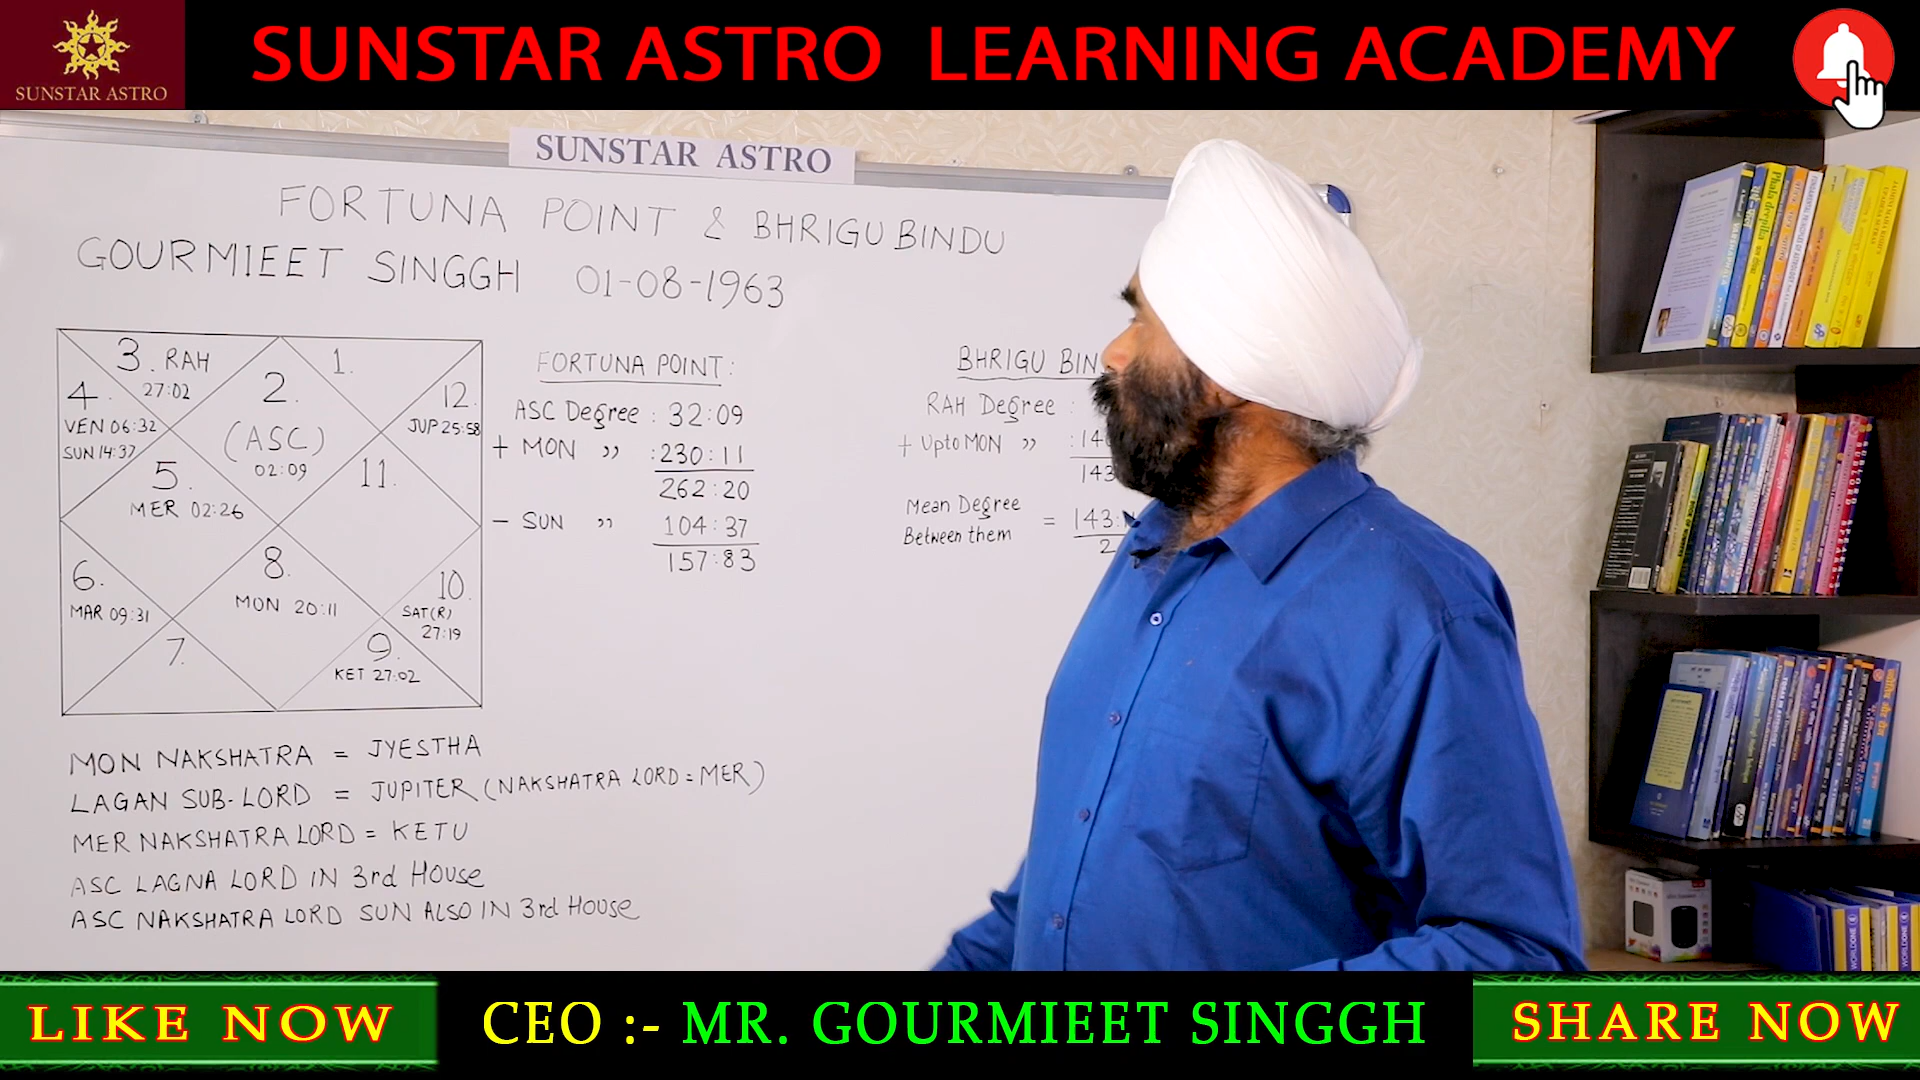 SUNSTAR ASTRO LEARNING ACADEMY
SUNSTAR ASTRO
SUNSTAR ASTRO
FORTUNA POINT & BHRIGU BINDU
GOURMIEET SINGGH 01-08-1963
3. RAH
27:02
2.
1.
4.
VEN 06:32
SUN 14:37
12.
JUP 25:58
(ASC)
02:09
5.
MER 02:26
11.
6.
MAR 09:31
8.
MON 20:11
10.
SAT(R)
27:19
7.
9.
KET 27:02
FORTUNA POINT:
ASC Degree : 32:09
+ MON " : 230:11
262:20
- SUN " 104:37
157:83
BHRIGU BIN
RAH Degree :
+ Upto MON " :14
143
Mean Degree
Between them = 143:
2
MON NAKSHATRA = JYESTHA
LAGAN SUB-LORD = JUPITER (NAKSHATRA LORD = MER)
MER NAKSHATRA LORD = KETU
ASC LAGNA LORD IN 3rd House
ASC NAKSHATRA LORD SUN ALSO IN 3rd House
LIKE NOW
CEO :- MR. GOURMIEET SINGGH
SHARE NOW